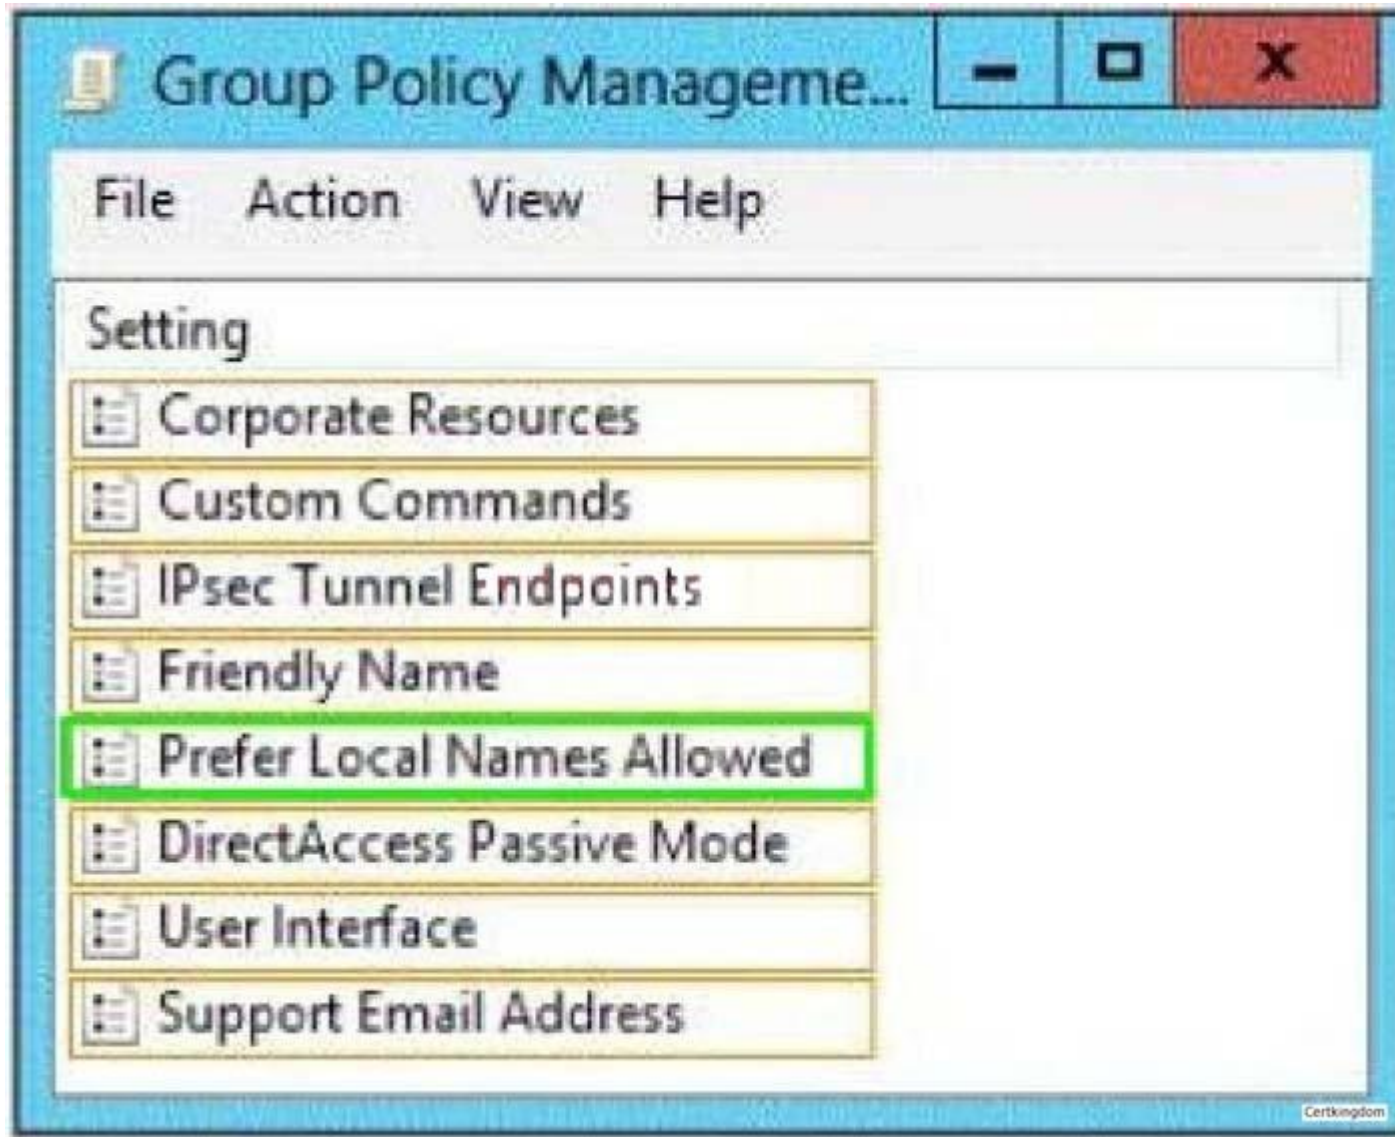 Group Policy Manageme...
File Action View Help
Setting
Corporate Resources
Custom Commands
IPsec Tunnel Endpoints
Friendly Name
Prefer Local Names Allowed
DirectAccess Passive Mode
User Interface
Support Email Address
Certkingdom